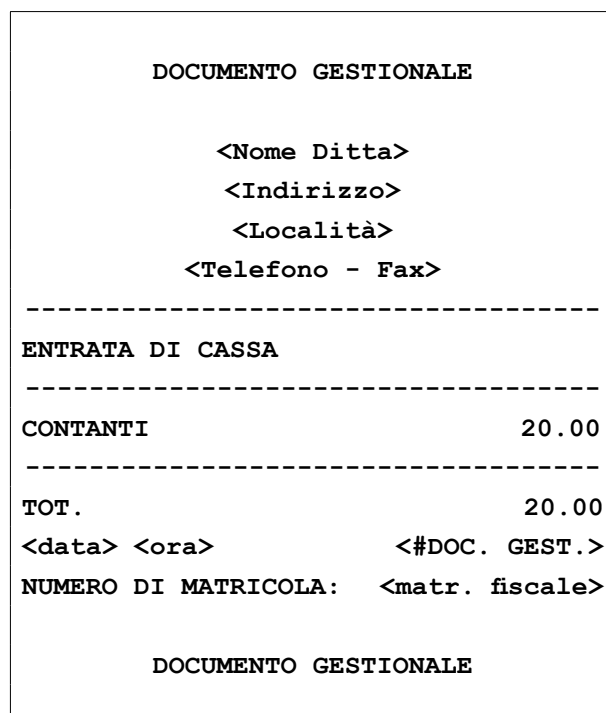 DOCUMENTO GESTIONALE
<Nome Ditta>
<Indirizzo>
<Località>
<Telefono - Fax>
------------------------------------
ENTRATA DI CASSA
------------------------------------
CONTANTI 20.00
------------------------------------
TOT. 20.00
<data> <ora> <#DOC. GEST.>
NUMERO DI MATRICOLA: <matr. fiscale>
DOCUMENTO GESTIONALE